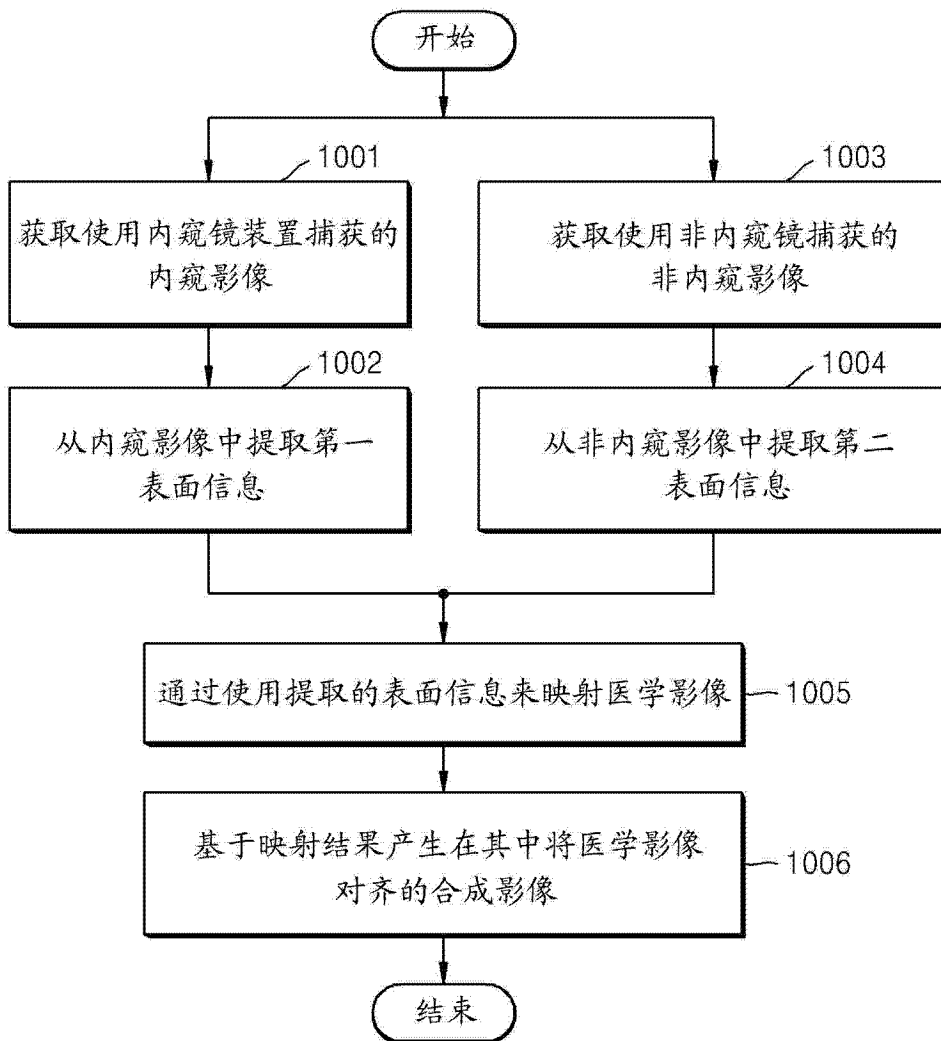 开始
1001
获取使用内窥镜装置捕获的
内窥影像
1003
获取使用非内窥镜捕获的
非内窥影像
1002
从内窥影像中提取第一
表面信息
1004
从非内窥影像中提取第二
表面信息
通过使用提取的表面信息来映射医学影像
1005
基于映射结果产生在其中将医学影像
对齐的合成影像
1006
结束